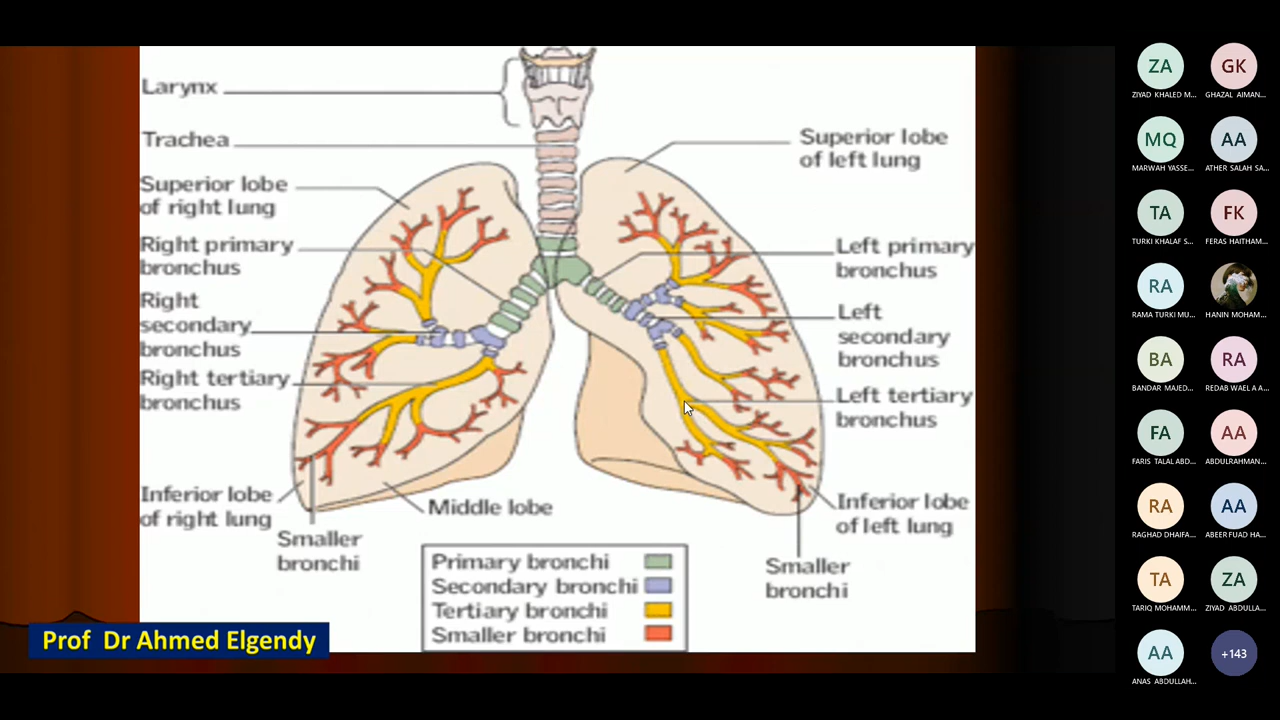 Larynx
Trachea
Superior lobe
of right lung
Right primary
bronchus
Right
secondary
bronchus
Right tertiary
bronchus
Inferior lobe
of right lung
Smaller
bronchi
Middle lobe
Superior lobe
of left lung
Left primary
bronchus
Left
secondary
bronchus
Left tertiary
bronchus
Inferior lobe
of left lung
Smaller
bronchi
Primary bronchi
Secondary bronchi
Tertiary bronchi
Smaller bronchi
Prof Dr Ahmed Elgendy
ZA
GK
ZIYAD KHALED M...
GHAZAL AIMAN...
MQ
AA
MARWAH YASSE...
ATHER SALAH SA...
TA
FK
TURKI KHALAF S...
FERAS HAITHAM...
RA
RAMA TURKI MU...
HANIN MOHAM...
BA
RA
BANDAR MAJED...
REDAB WAEL A A...
FA
AA
FARIS TALAL ABD...
ABDULRAHMAN...
RA
AA
RAGHAD DHAIFA...
ABEER FUAD HA...
TA
ZA
TARIQ MOHAMM...
ZIYAD ABDULLA...
AA
+143
ANAS ABDULLAH...